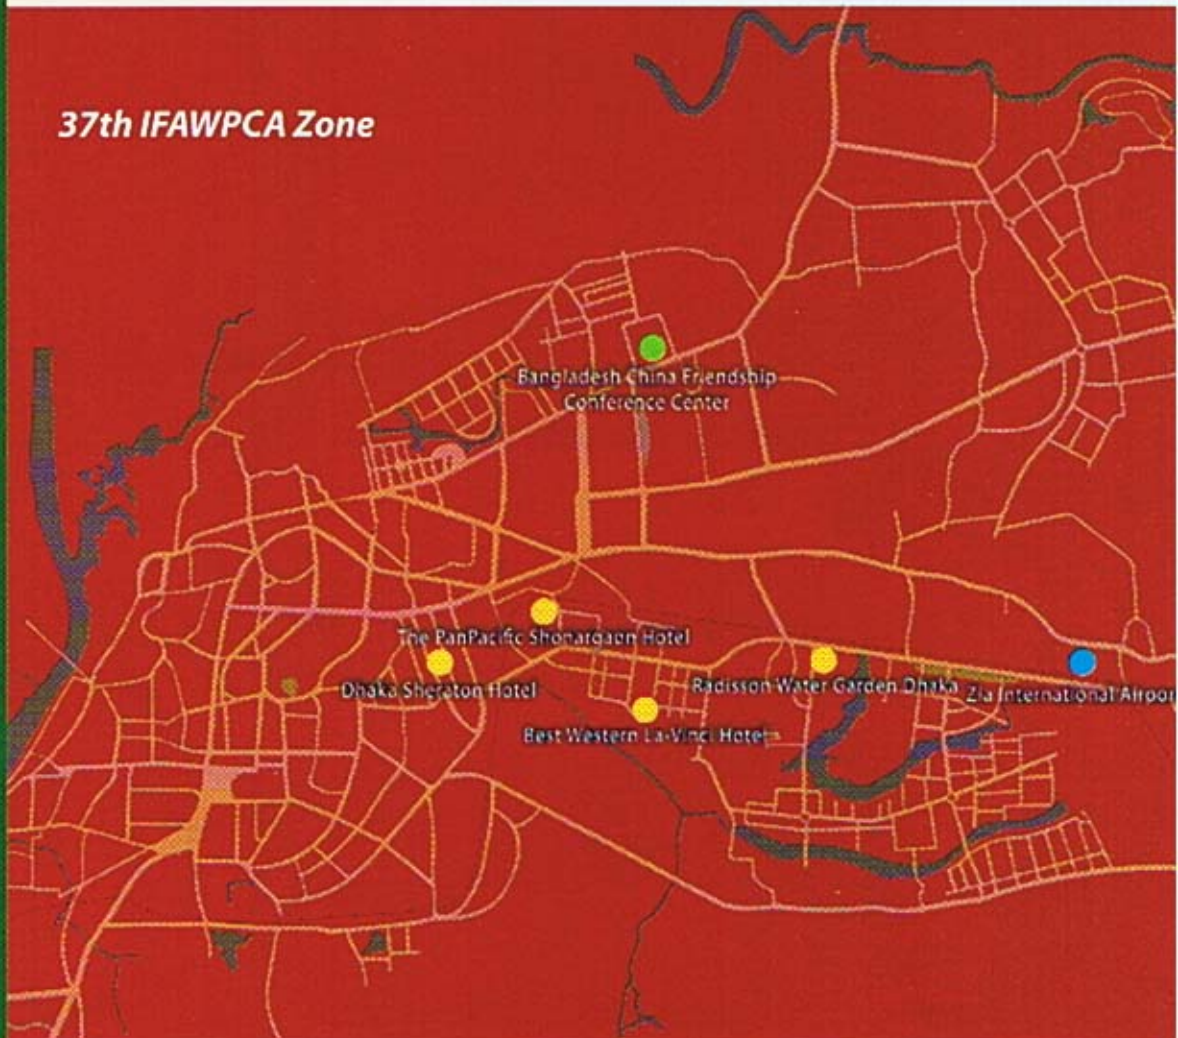 37th IFAWPCA Zone
Bangladesh China Friendship
Conference Center
The PanPacific Shonargaon Hotel
Dhaka Sheraton Hotel
Radisson Water Garden Dhaka
Zia International Airpor
Best Western La-Vinci Hotel